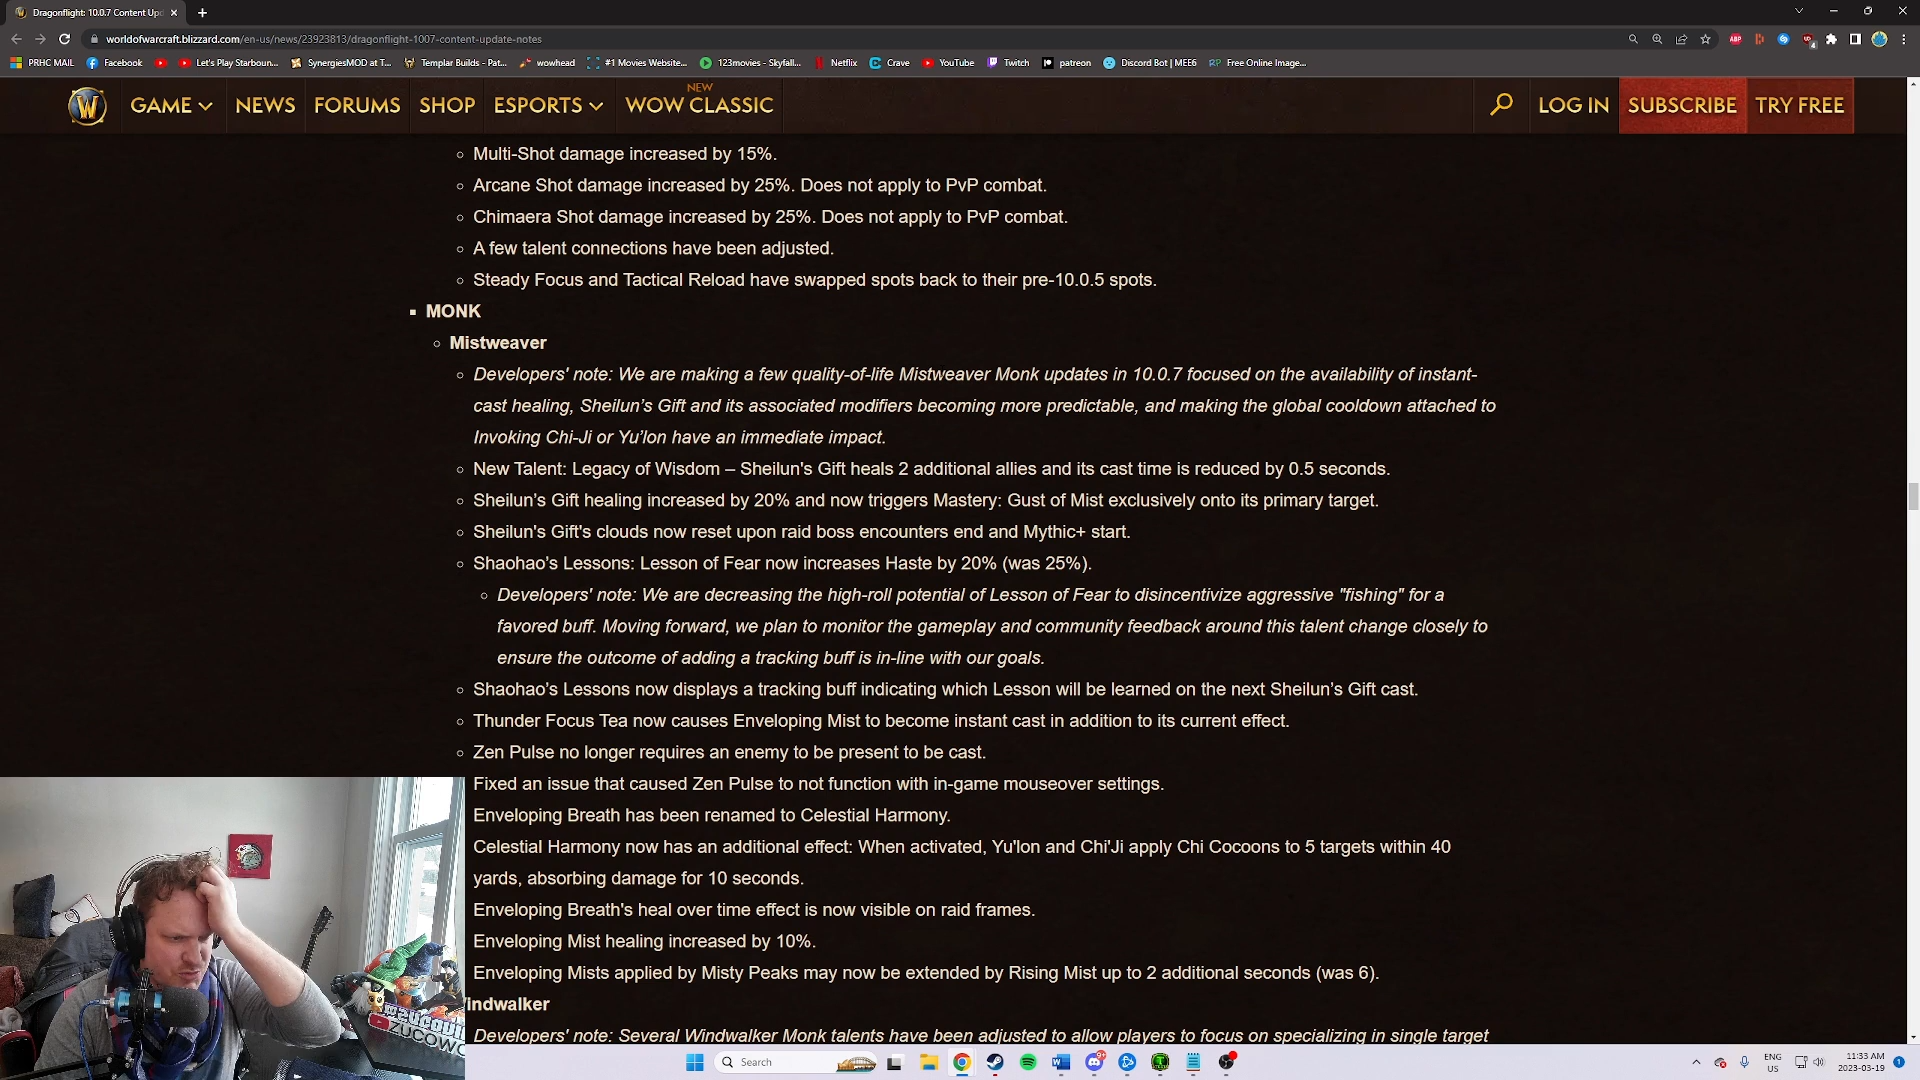 Dragonflight: 10.0.7 Content Upd
worldofwarcraft.blizzard.com/en-us/news/23923813/dragonflight-1007-content-update-notes
PRHC MAIL Facebook Let's Play Starboun... SynergiesMOD at T... Templar Builds - Pat... wowhead #1 Movies Website... 123movies - Skyfall... Netflix Crave YouTube Twitch patreon Discord Bot | MEE6 Free Online Image...
NEW
GAME NEWS FORUMS SHOP ESPORTS WOW CLASSIC LOG IN SUBSCRIBE TRY FREE
Multi-Shot damage increased by 15%.
Arcane Shot damage increased by 25%. Does not apply to PvP combat.
Chimaera Shot damage increased by 25%. Does not apply to PvP combat.
A few talent connections have been adjusted.
Steady Focus and Tactical Reload have swapped spots back to their pre-10.0.5 spots.
MONK
Mistweaver
Developers' note: We are making a few quality-of-life Mistweaver Monk updates in 10.0.7 focused on the availability of instant-
cast healing, Sheilun’s Gift and its associated modifiers becoming more predictable, and making the global cooldown attached to
Invoking Chi-Ji or Yu’lon have an immediate impact.
New Talent: Legacy of Wisdom – Sheilun's Gift heals 2 additional allies and its cast time is reduced by 0.5 seconds.
Sheilun’s Gift healing increased by 20% and now triggers Mastery: Gust of Mist exclusively onto its primary target.
Sheilun's Gift's clouds now reset upon raid boss encounters end and Mythic+ start.
Shaohao’s Lessons: Lesson of Fear now increases Haste by 20% (was 25%).
Developers' note: We are decreasing the high-roll potential of Lesson of Fear to disincentivize aggressive "fishing" for a
favored buff. Moving forward, we plan to monitor the gameplay and community feedback around this talent change closely to
ensure the outcome of adding a tracking buff is in-line with our goals.
Shaohao’s Lessons now displays a tracking buff indicating which Lesson will be learned on the next Sheilun’s Gift cast.
Thunder Focus Tea now causes Enveloping Mist to become instant cast in addition to its current effect.
Zen Pulse no longer requires an enemy to be present to be cast.
Fixed an issue that caused Zen Pulse to not function with in-game mouseover settings.
Enveloping Breath has been renamed to Celestial Harmony.
Celestial Harmony now has an additional effect: When activated, Yu'lon and Chi'Ji apply Chi Cocoons to 5 targets within 40
yards, absorbing damage for 10 seconds.
Enveloping Breath's heal over time effect is now visible on raid frames.
Enveloping Mist healing increased by 10%.
Enveloping Mists applied by Misty Peaks may now be extended by Rising Mist up to 2 additional seconds (was 6).
indwalker
Developers' note: Several Windwalker Monk talents have been adjusted to allow players to focus on specializing in single target
Search
ENG
US
11:33 AM
2023-03-19